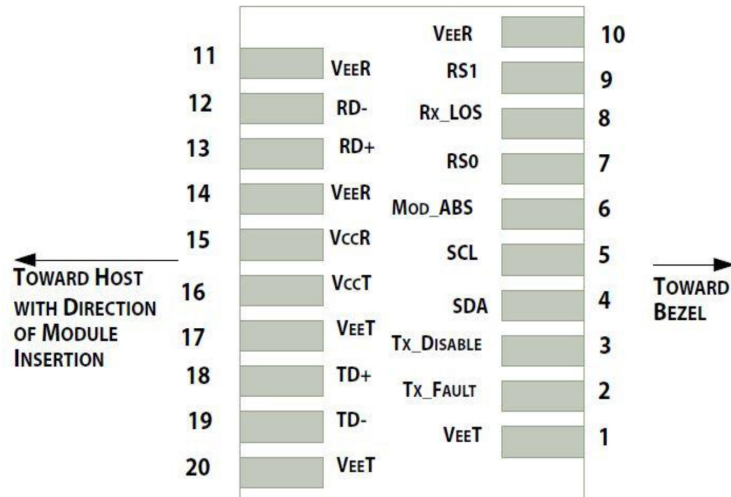 VEER 10
11 VEER
RS1 9
12 RD-
RX_LOS 8
13 RD+
RS0 7
14 VEER
MOD_ABS 6
15 VCCR
SCL 5
TOWARD HOST
WITH DIRECTION
OF MODULE
INSERTION
TOWARD
BEZEL
16 VCCT
SDA 4
17 VEET
TX_DISABLE 3
18 TD+
TX_FAULT 2
19 TD-
VEET 1
20 VEET